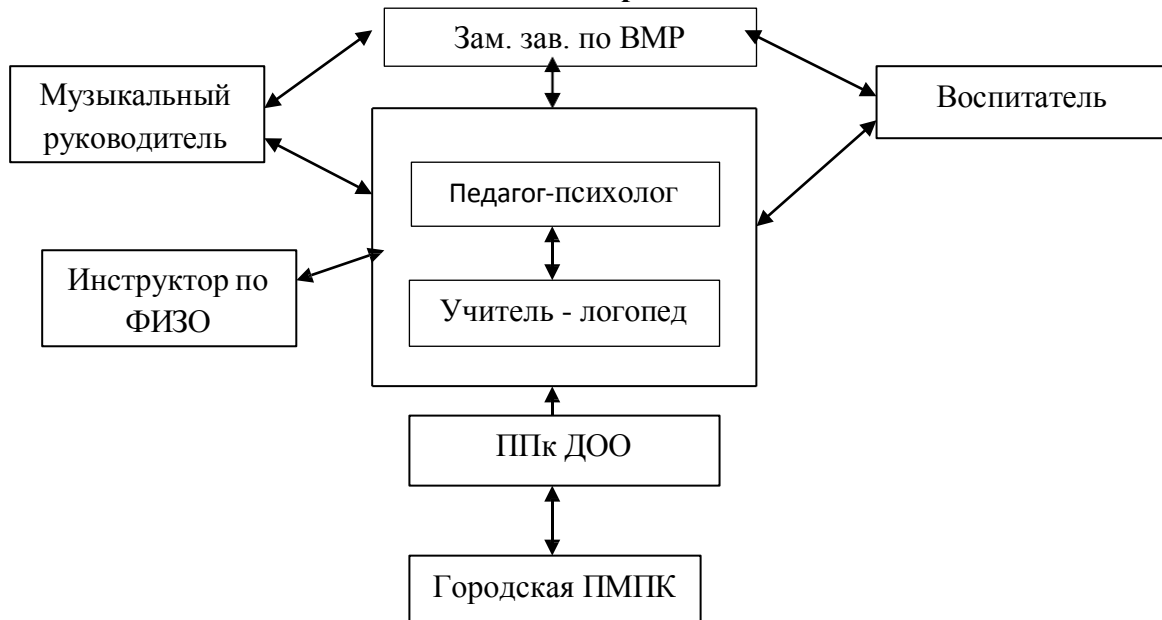 Зам. зав. по ВМР
Музыкальный
руководитель
Воспитатель
Педагог-психолог
Инструктор по
ФИЗО
Учитель - логопед
ППк ДОО
Городская ПМПК